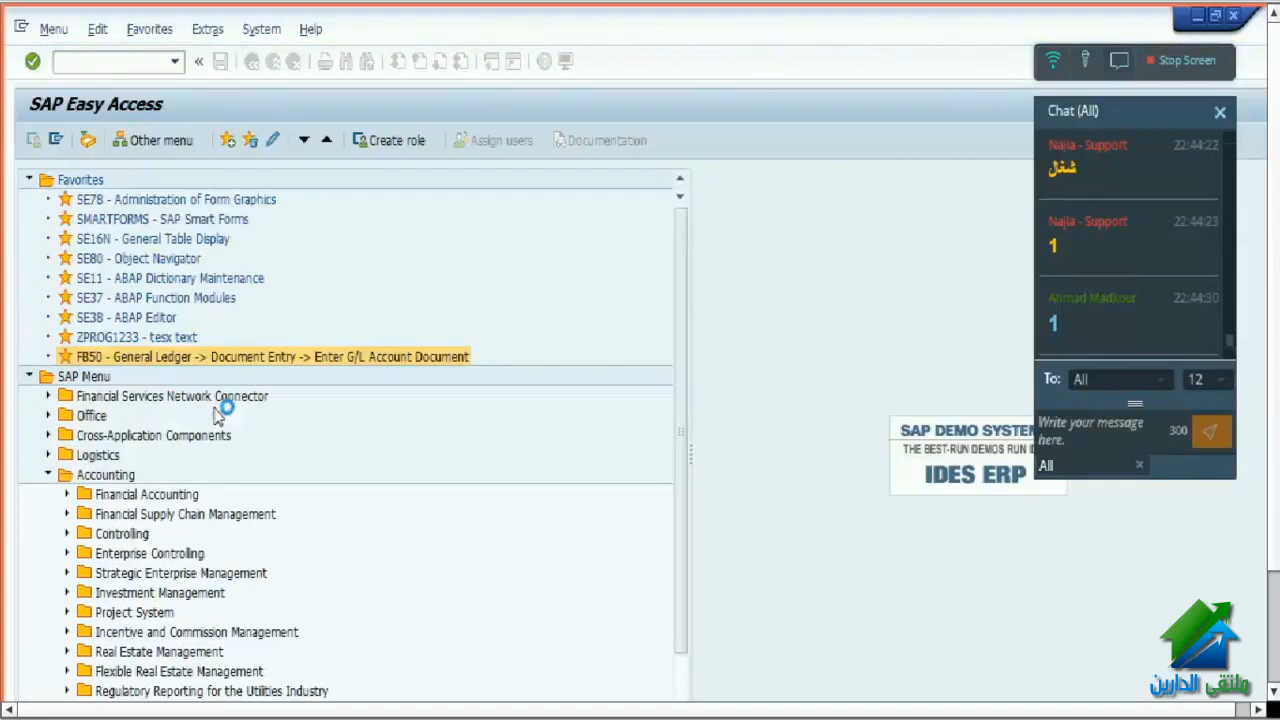 Menu Edit Favorites Extras System Help
Stop Screen
SAP Easy Access
Other menu Create role Assign users Documentation
Favorites
SE78 - Administration of Form Graphics
SMARTFORMS - SAP Smart Forms
SE16N - General Table Display
SE80 - Object Navigator
SE11 - ABAP Dictionary Maintenance
SE37 - ABAP Function Modules
SE38 - ABAP Editor
ZPROG1233 - tesx text
FB50 - General Ledger -> Document Entry -> Enter G/L Account Document
SAP Menu
Financial Services Network Connector
Office
Cross-Application Components
Logistics
Accounting
Financial Accounting
Financial Supply Chain Management
Controlling
Enterprise Controlling
Strategic Enterprise Management
Investment Management
Project System
Incentive and Commission Management
Real Estate Management
Flexible Real Estate Management
Regulatory Reporting for the Utilities Industry
SAP DEMO SYSTEM
THE BEST-RUN DEMOS RUN
IDES ERP
Chat (All)
Najla - Support 22:44:22
شغال
Najla - Support 22:44:23
1
Ahmad Madkour 22:44:30
1
To: All 12
Write your message
here. 300
All
ملتقى الدارين